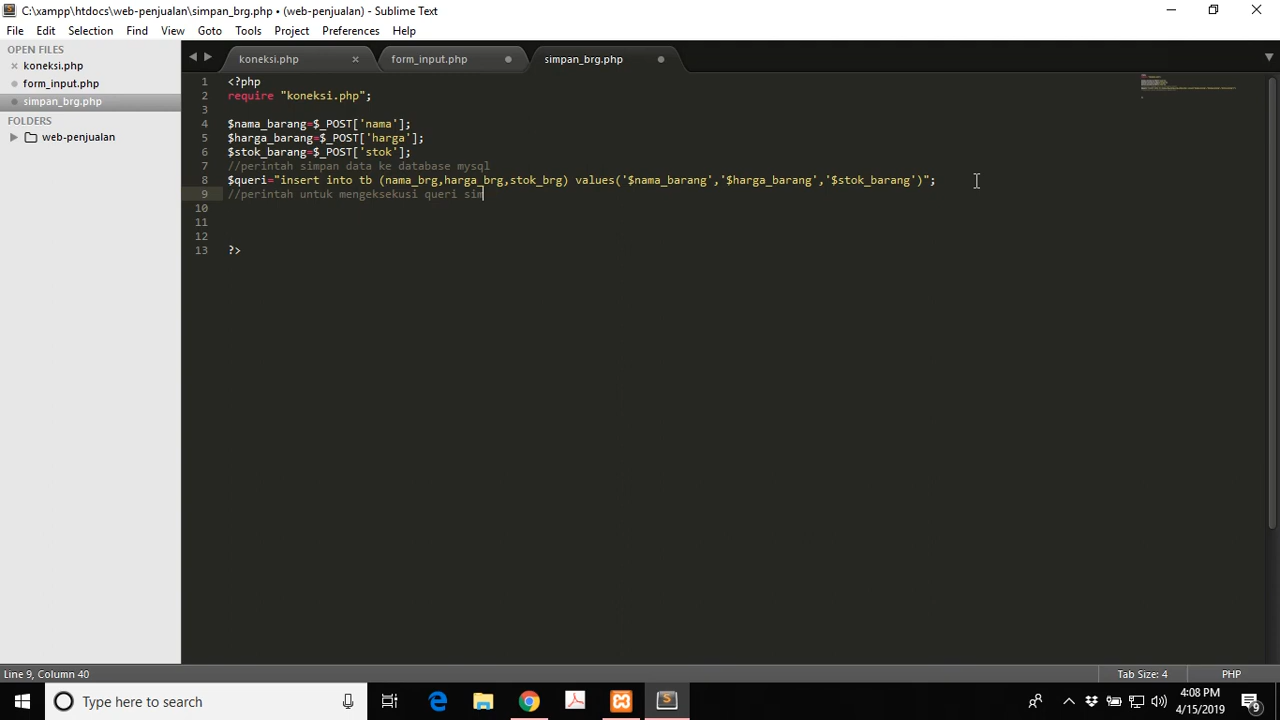 C:\xampp\htdocs\web-penjualan\simpan_brg.php • (web-penjualan) - Sublime Text
File Edit Selection Find View Goto Tools Project Preferences Help
OPEN FILES
koneksi.php
form_input.php
simpan_brg.php
FOLDERS
web-penjualan
koneksi.php form_input.php simpan_brg.php
1 <?php
2 require "koneksi.php";
3
4 $nama_barang=$_POST['nama'];
5 $harga_barang=$_POST['harga'];
6 $stok_barang=$_POST['stok'];
7 //perintah simpan data ke database mysql
8 $queri="insert into tb (nama_brg,harga_brg,stok_brg) values('$nama_barang','$harga_barang','$stok_barang')";
9 //perintah untuk mengeksekusi queri sim
10
11
12
13 ?>
Line 9, Column 40 Tab Size: 4 PHP
Type here to search
4:08 PM
4/15/2019
9